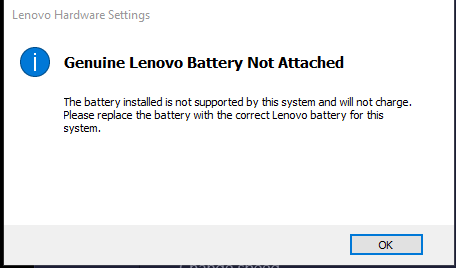 Lenovo Hardware Settings
Genuine Lenovo Battery Not Attached
The battery installed is not supported by this system and will not charge.
Please replace the battery with the correct Lenovo battery for this
system.
OK